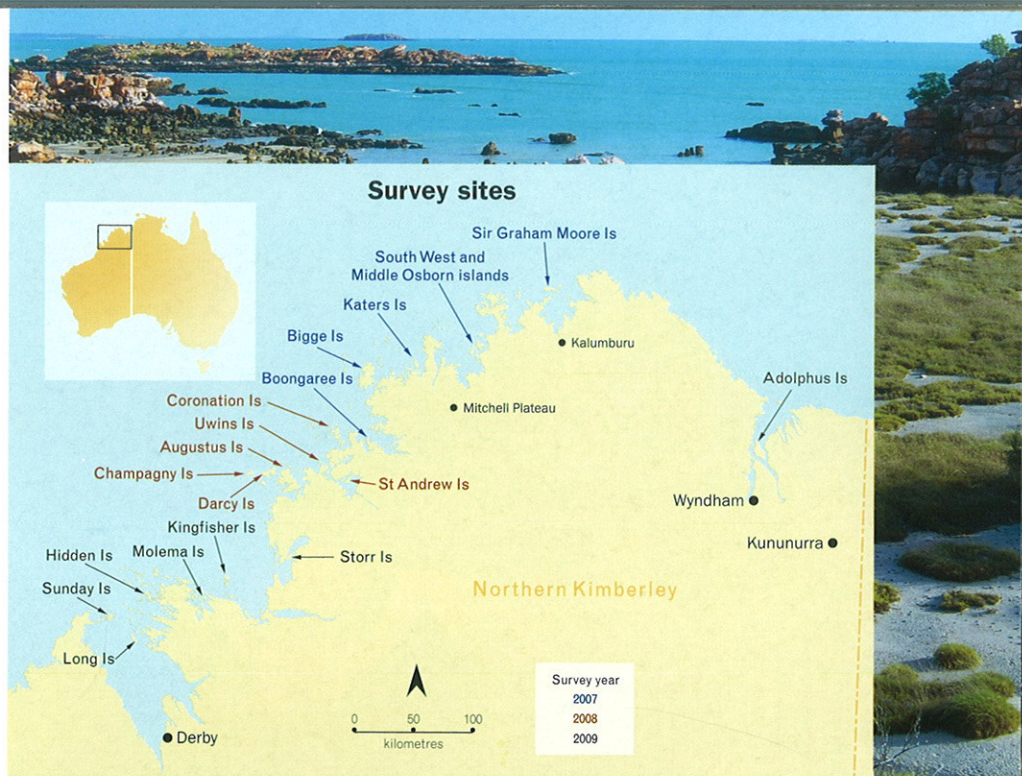 Survey sites
Sir Graham Moore Is
South West and
Middle Osborn islands
Katers Is
Bigge Is
Kalumburu
Boongaree Is
Adolphus Is
Coronation Is
Mitchell Plateau
Uwins Is
Augustus Is
Champagny Is
St Andrew Is
Darcy Is
Wyndham
Kingfisher Is
Kununurra
Hidden Is
Molema Is
Storr Is
Sunday Is
Northern Kimberley
Long Is
Survey year
2007
2008
2009
0 50 100
kilometres
Derby